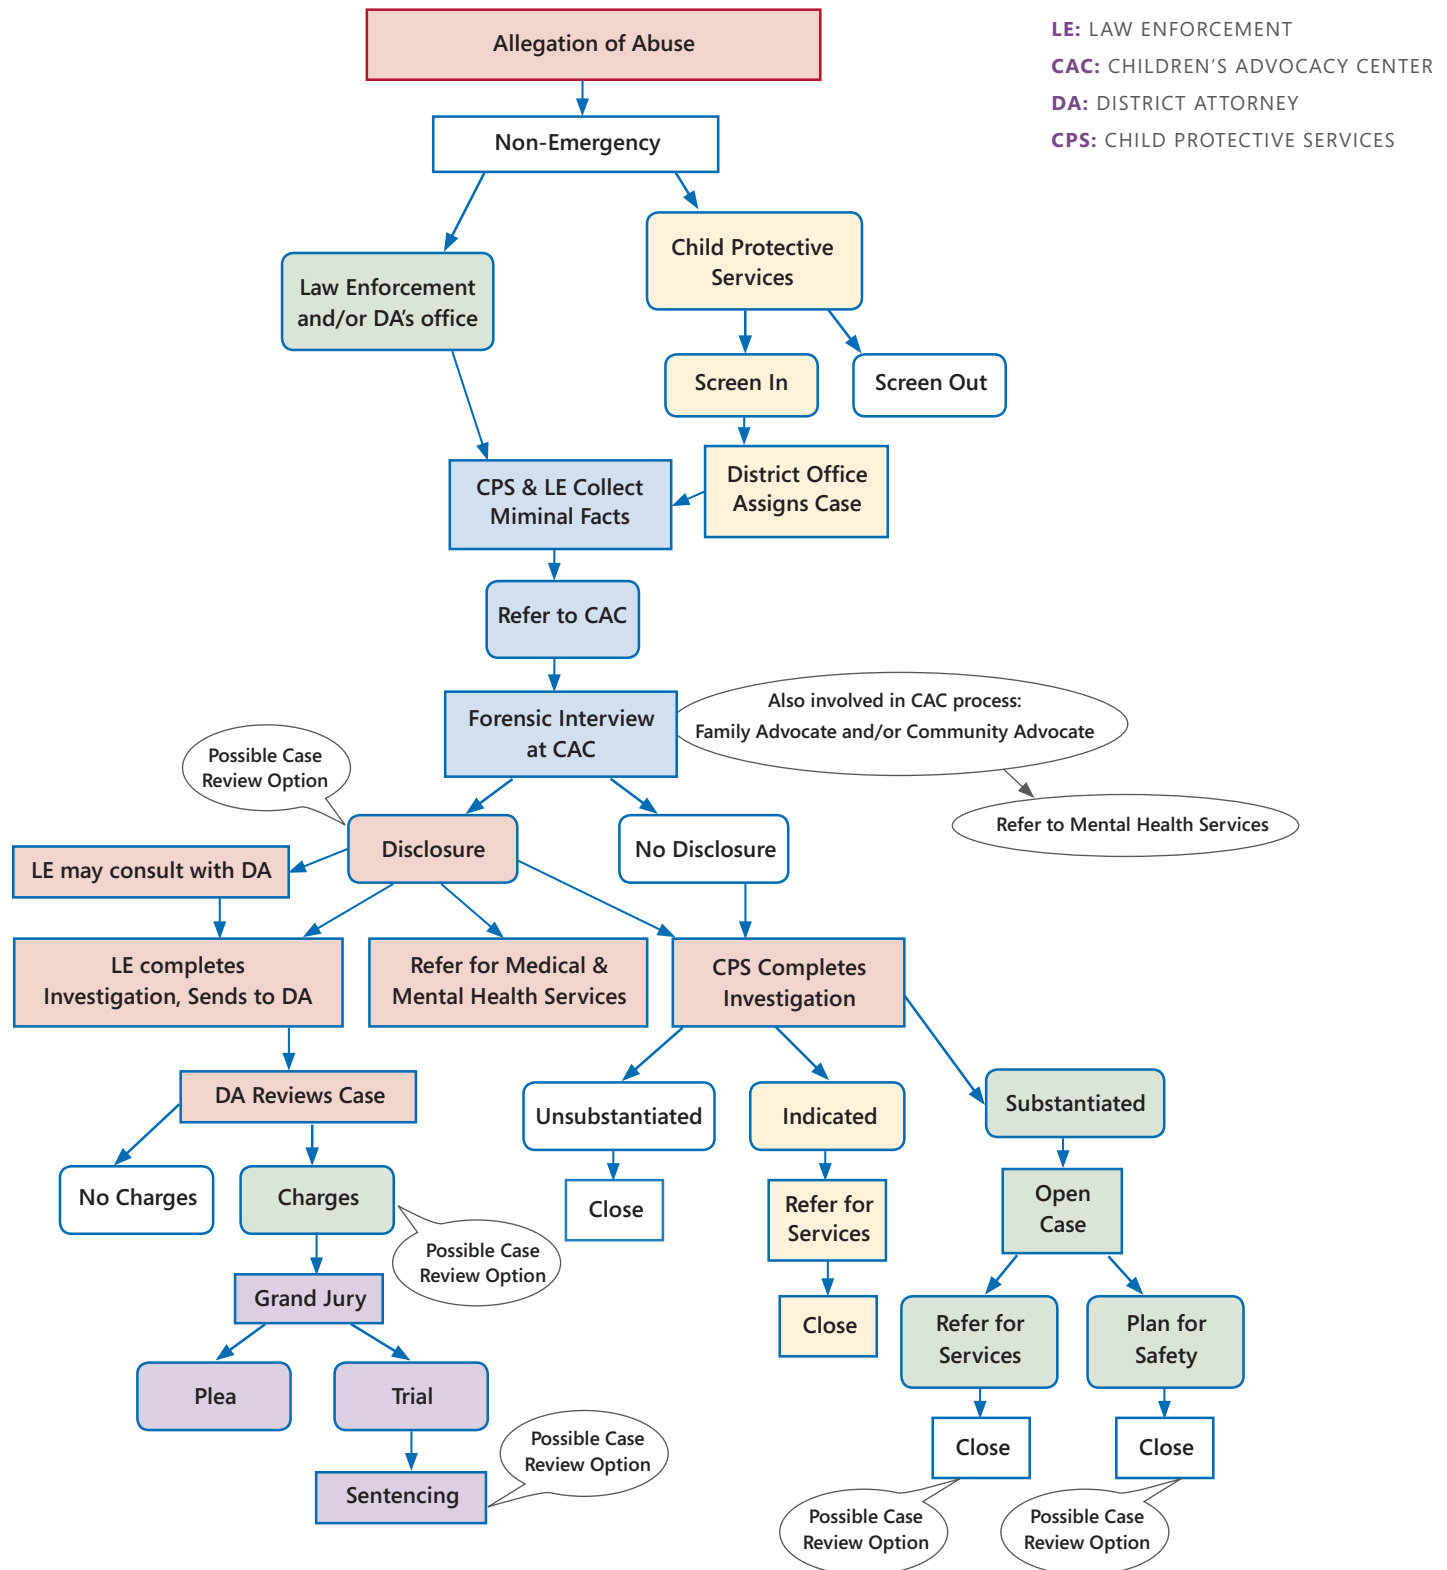 Allegation of Abuse
LE: LAW ENFORCEMENT
CAC: CHILDREN'S ADVOCACY CENTER
DA: DISTRICT ATTORNEY
CPS: CHILD PROTECTIVE SERVICES
Non-Emergency
Law Enforcement
and/or DA's office
Child Protective
Services
Screen In
Screen Out
District Office
Assigns Case
CPS & LE Collect
Miminal Facts
Refer to CAC
Forensic Interview
at CAC
Also involved in CAC process:
Family Advocate and/or Community Advocate
Refer to Mental Health Services
Possible Case
Review Option
Disclosure
No Disclosure
LE may consult with DA
LE completes
Investigation, Sends to DA
Refer for Medical &
Mental Health Services
CPS Completes
Investigation
DA Reviews Case
Unsubstantiated
Indicated
Substantiated
No Charges
Charges
Close
Refer for
Services
Open
Case
Possible Case
Review Option
Grand Jury
Close
Refer for
Services
Plan for
Safety
Plea
Trial
Possible Case
Review Option
Close
Close
Sentencing
Possible Case
Review Option
Possible Case
Review Option